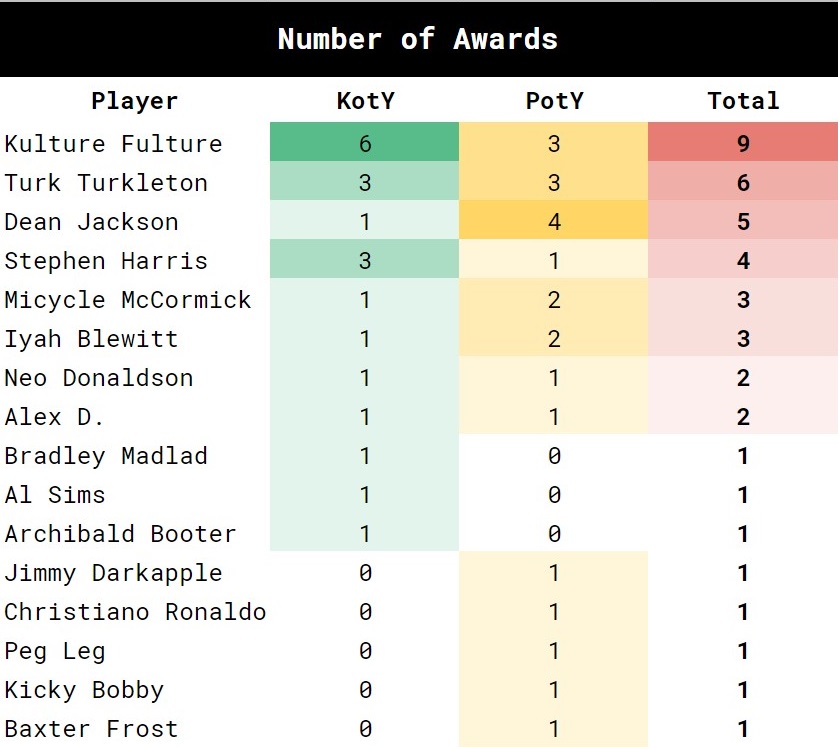 Number of Awards
Player KotY PotY Total
Kulture Fulture 6 3 9
Turk Turkleton 3 3 6
Dean Jackson 1 4 5
Stephen Harris 3 1 4
Micycle McCormick 1 2 3
Iyah Blewitt 1 2 3
Neo Donaldson 1 1 2
Alex D. 1 1 2
Bradley Madlad 1 0 1
Al Sims 1 0 1
Archibald Booter 1 0 1
Jimmy Darkapple 0 1 1
Christiano Ronaldo 0 1 1
Peg Leg 0 1 1
Kicky Bobby 0 1 1
Baxter Frost 0 1 1